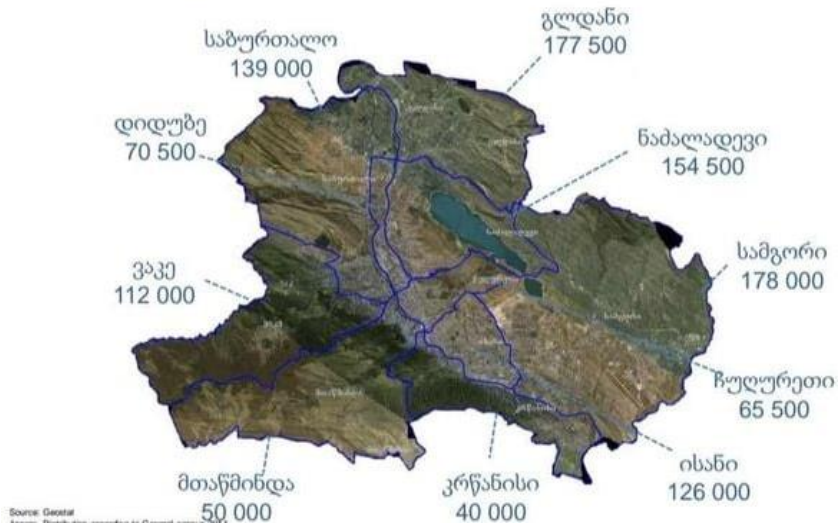 გლდანი
177 500
საბურთალო
139 000
დიდუბე
70 500
ნაძალადევი
154 500
ვაკე
112 000
სამგორი
178 000
ჩუღურეთი
65 500
ისანი
126 000
მთაწმინდა
50 000
კრწანისი
40 000
Source: Geostat